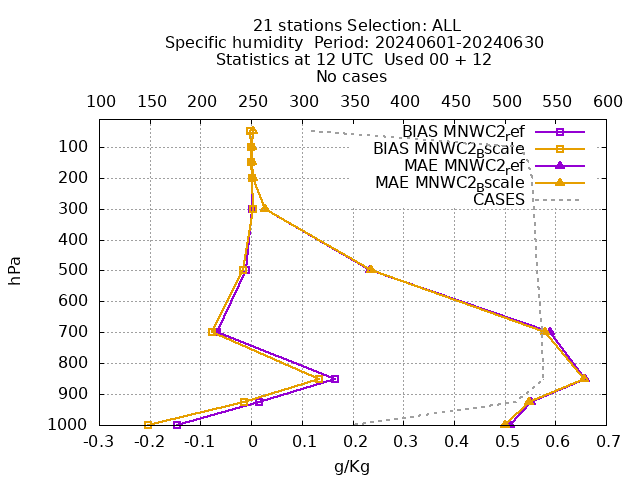 21 stations Selection: ALL
Specific humidity  Period: 20240601-20240630
Statistics at 12 UTC  Used 00 + 12
No cases
100 150 200 250 300 350 400 450 500 550 600
BIAS MNWC2ref
BIAS MNWC2Bscale
MAE MNWC2ref
MAE MNWC2Bscale
CASES
100
200
300
400
500
600
700
800
900
1000
hPa
-0.3 -0.2 -0.1 0 0.1 0.2 0.3 0.4 0.5 0.6 0.7
g/Kg